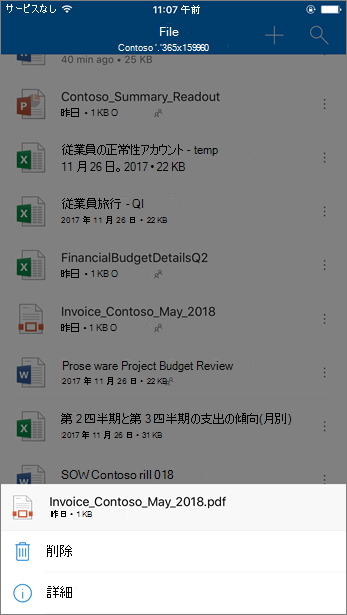 サービスなし 11:07 午前
File
Contoso '.'365x159960
40 min ago • 25 KB
Contoso_Summary_Readout
昨日 • 1 KB O
従業員の正常性アカウント - temp
11 月 26 日。2017 • 22 KB
従業員旅行 - QI
2017 年 11 月 26 日 • 22 KB
FinancialBudgetDetailsQ2
昨日 • 1 KB O
Invoice_Contoso_May_2018
昨日 • 1 KB O
Prose ware Project Budget Review
2017 年 11 月 26 日 • 22 KB
第 2 四半期と第 3 四半期の支出の傾向(月別)
2017 年 11 月 26 日 • 31 KB
SOW Contoso rill 018
Invoice_Contoso_May_2018.pdf
昨日 • 1 KB
削除
詳細